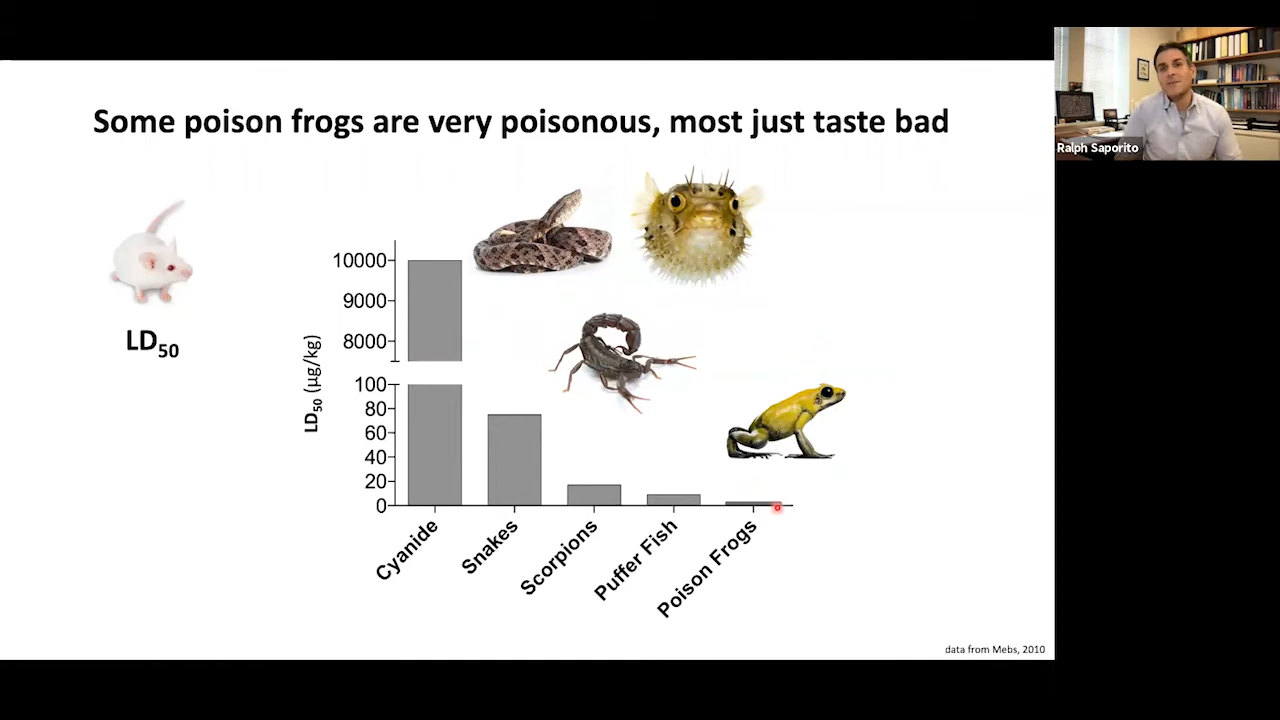 Some poison frogs are very poisonous, most just taste bad
Ralph Saporito
LD50
LD50 (µg/kg)
10000
9000
8000
100
80
60
40
20
0
Cyanide
Snakes
Scorpions
Puffer Fish
Poison Frogs
data from Mebs, 2010